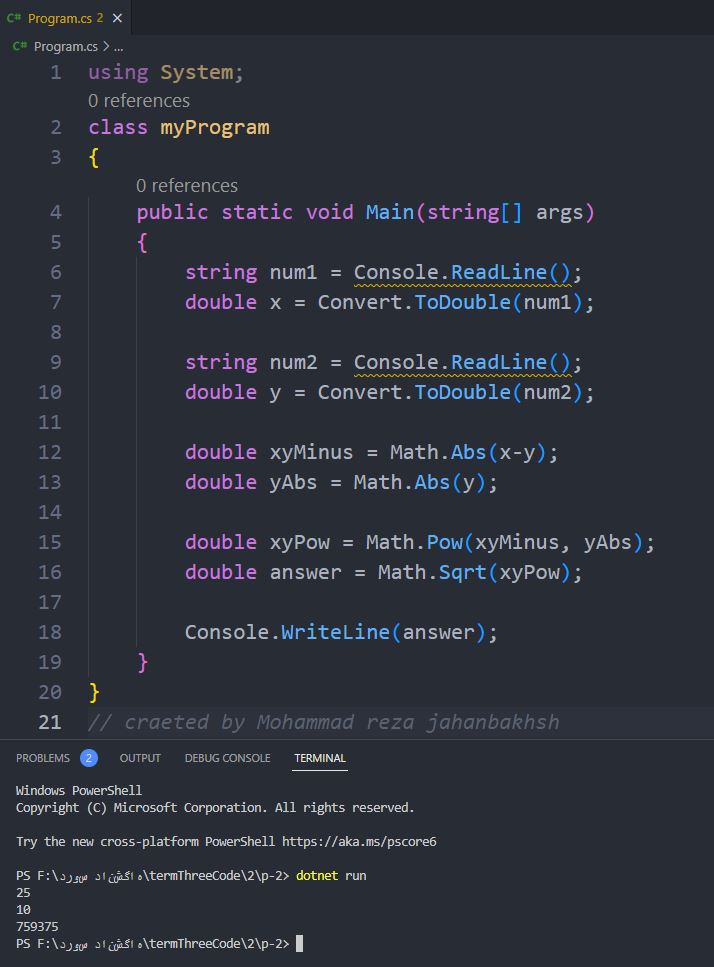 C# Program.cs 2 ×
C# Program.cs > ...
1 using System;
0 references
2 class myProgram
3 {
0 references
4 public static void Main(string[] args)
5 {
6 string num1 = Console.ReadLine();
7 double x = Convert.ToDouble(num1);
8
9 string num2 = Console.ReadLine();
10 double y = Convert.ToDouble(num2);
11
12 double xyMinus = Math.Abs(x-y);
13 double yAbs = Math.Abs(y);
14
15 double xyPow = Math.Pow(xyMinus, yAbs);
16 double answer = Math.Sqrt(xyPow);
17
18 Console.WriteLine(answer);
19 }
20 }
21 // craeted by Mohammad reza jahanbakhsh
PROBLEMS 2 OUTPUT DEBUG CONSOLE TERMINAL
Windows PowerShell
Copyright (C) Microsoft Corporation. All rights reserved.
Try the new cross-platform PowerShell https://aka.ms/pscore6
PS F:\دروس دانشگاه\termThreeCode\2\p-2> dotnet run
25
10
759375
PS F:\دروس دانشگاه\termThreeCode\2\p-2>